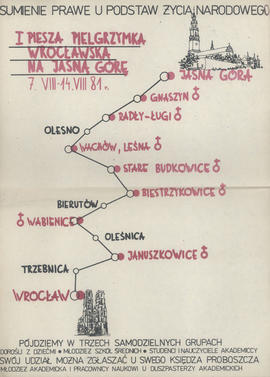 SUMIENIE PRAWE U PODSTAW ŻYCIA NARODOWEGO
I PIESZA PIELGRZYMKA
WROCŁAWSKA
NA JASNĄ GÓRĘ
7. VIII-14.VIII 81 r.
JASNA GÓRA
GNASZYN
RADŁY-ŁUGI
OLESNO
WACHÓW, LEŚNA
STARE BUDKOWICE
BIESTRZYKOWICE
BIERUTÓW
WABIENICE
OLEŚNICA
JANUSZKOWICE
TRZEBNICA
WROCŁAW
PÓJDZIEMY W TRZECH SAMODZIELNYCH GRUPACH
DOROŚLI Z DZIEĆMI • MŁODZIEŻ SZKÓŁ ŚREDNICH • STUDENCI I NAUCZYCIELE AKADEMICCY
SWÓJ UDZIAŁ MOŻNA ZGŁASZAĆ U SWEGO KSIĘDZA PROBOSZCZA
MŁODZIEŻ AKADEMICKA I PRACOWNICY NAUKOWI U DUSZPASTERZY AKADEMICKICH